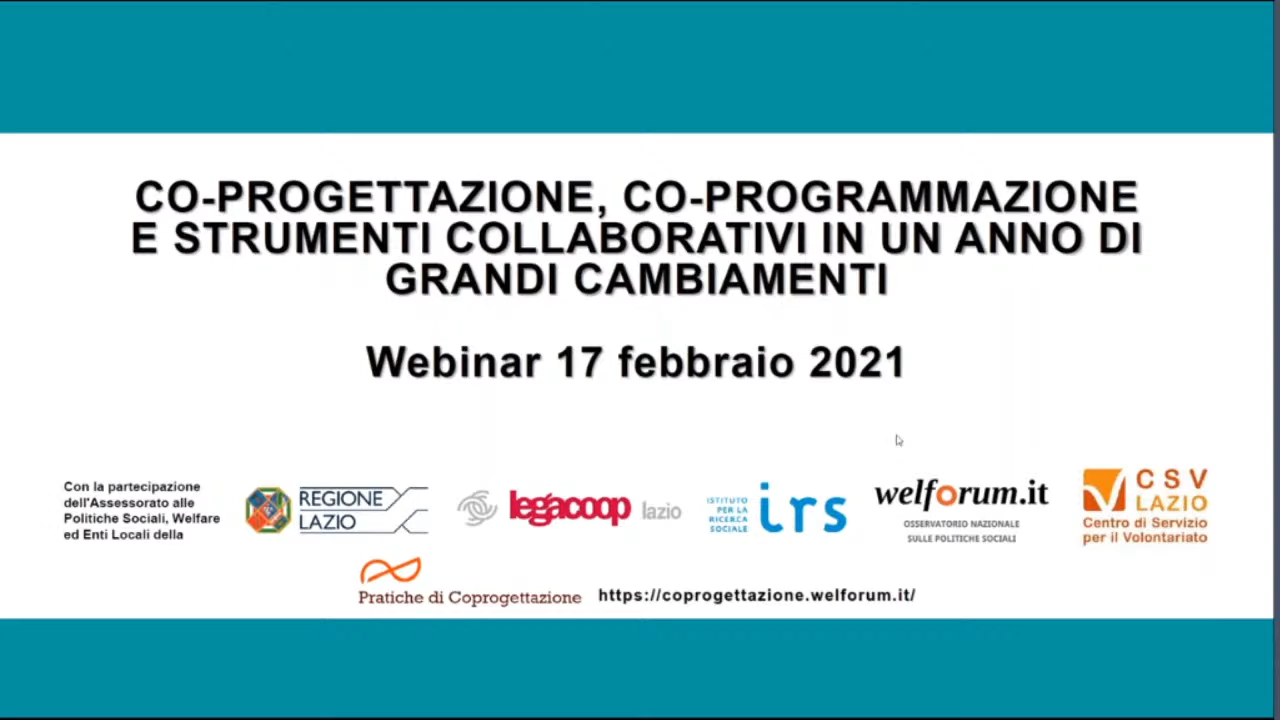 CO-PROGETTAZIONE, CO-PROGRAMMAZIONE
E STRUMENTI COLLABORATIVI IN UN ANNO DI
GRANDI CAMBIAMENTI
Webinar 17 febbraio 2021
Con la partecipazione
dell'Assessorato alle
Politiche Sociali, Welfare
ed Enti Locali della
REGIONE
LAZIO
legacoop lazio
ISTITUTO
PER LA
RICERCA
SOCIALE
irs
welforum.it
OSSERVATORIO NAZIONALE
SULLE POLITICHE SOCIALI
CSV
LAZIO
Centro di Servizio
per il Volontariato
Pratiche di Coprogettazione
https://coprogettazione.welforum.it/